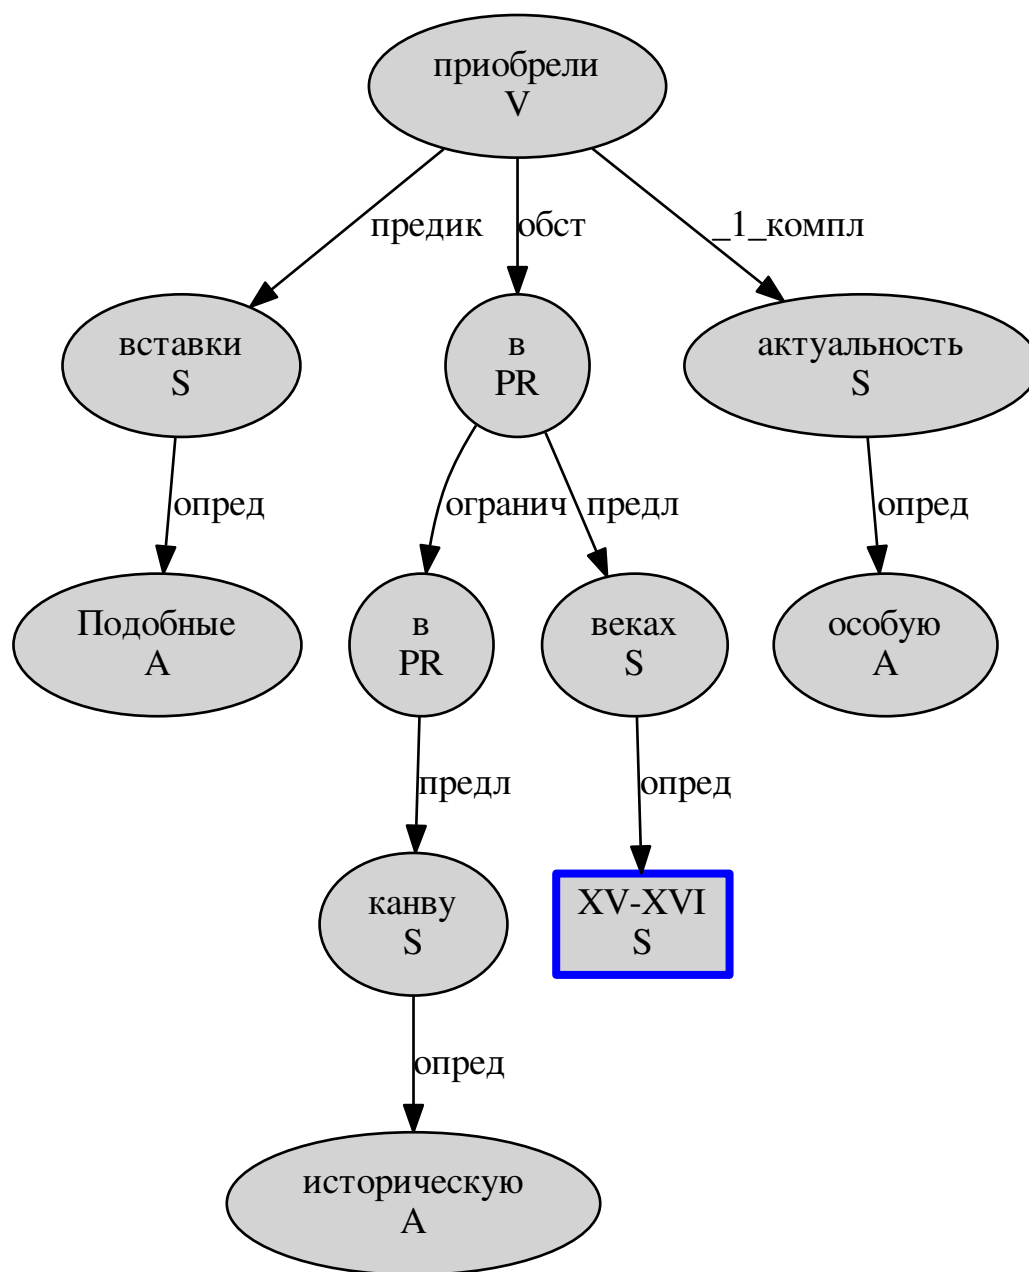 приобрели
V
предик
обст
_1_компл
вставки
S
в
PR
актуальность
S
опред
огранич
предл
опред
Подобные
A
в
PR
веках
S
особую
A
предл
опред
канву
S
XV-XVI
S
опред
историческую
A